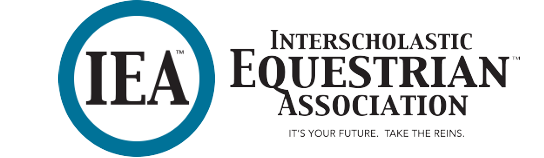 IEA™
INTERSCHOLASTIC
EQUESTRIAN™
ASSOCIATION
IT'S YOUR FUTURE. TAKE THE REINS.